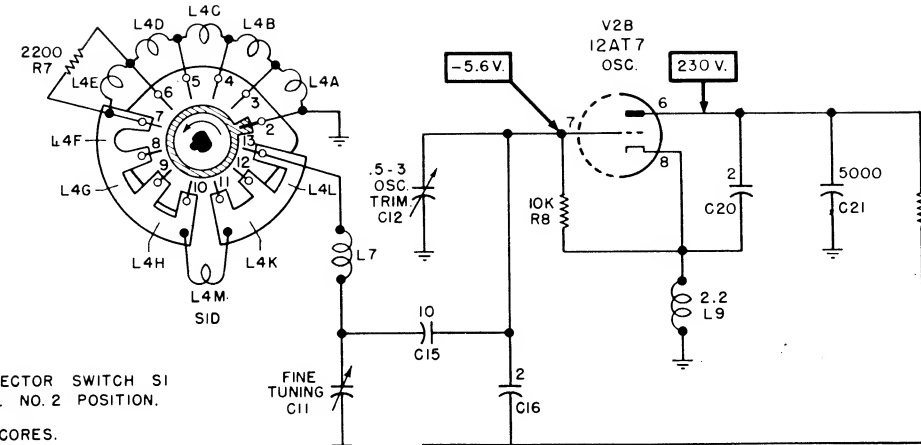 L4C
L4D
L4B
V2B
12AT7
OSC.
2200
R7
L4E
L4A
-5.6 V.
230 V.
5
4
6
3
7
2
13
8
12
9
10
11
L4F
L4G
L4L
L4H
L4K
L4M
S1D
L7
.5-3
OSC.
TRIM.
C12
7
6
8
10K
R8
2
C20
5000
C21
2.2
L9
10
C15
FINE
TUNING
C11
2
C16
ECTOR SWITCH S1
NO. 2 POSITION.
CORES.